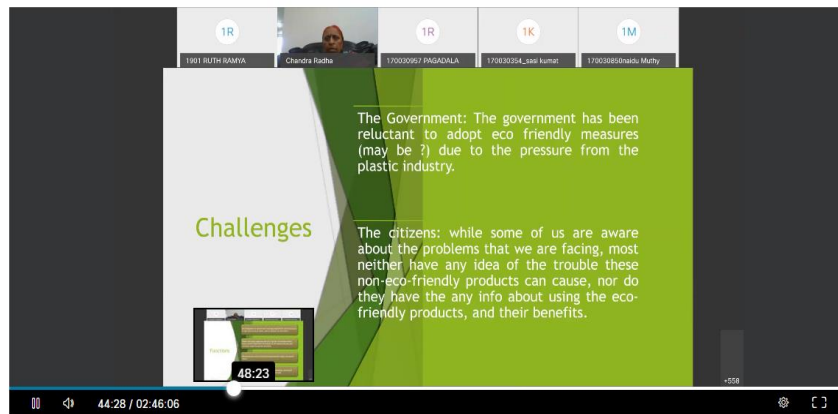 1R
1R
1K
1M
1901 RUTH RAMYA
Chandra Radha
170030957 PAGADALA
170030354_sasi kumat
170030850naidu Muthy
The Government: The government has been
reluctant to adopt eco friendly measures
(may be ?) due to the pressure from the
plastic industry.
Challenges
The citizens: while some of us are aware
about the problems that we are facing, most
neither have any idea of the trouble these
non-eco-friendly products can cause, nor do
they have the any info about using the eco-
friendly products, and their benefits.
48:23
+558
44:28 / 02:46:06